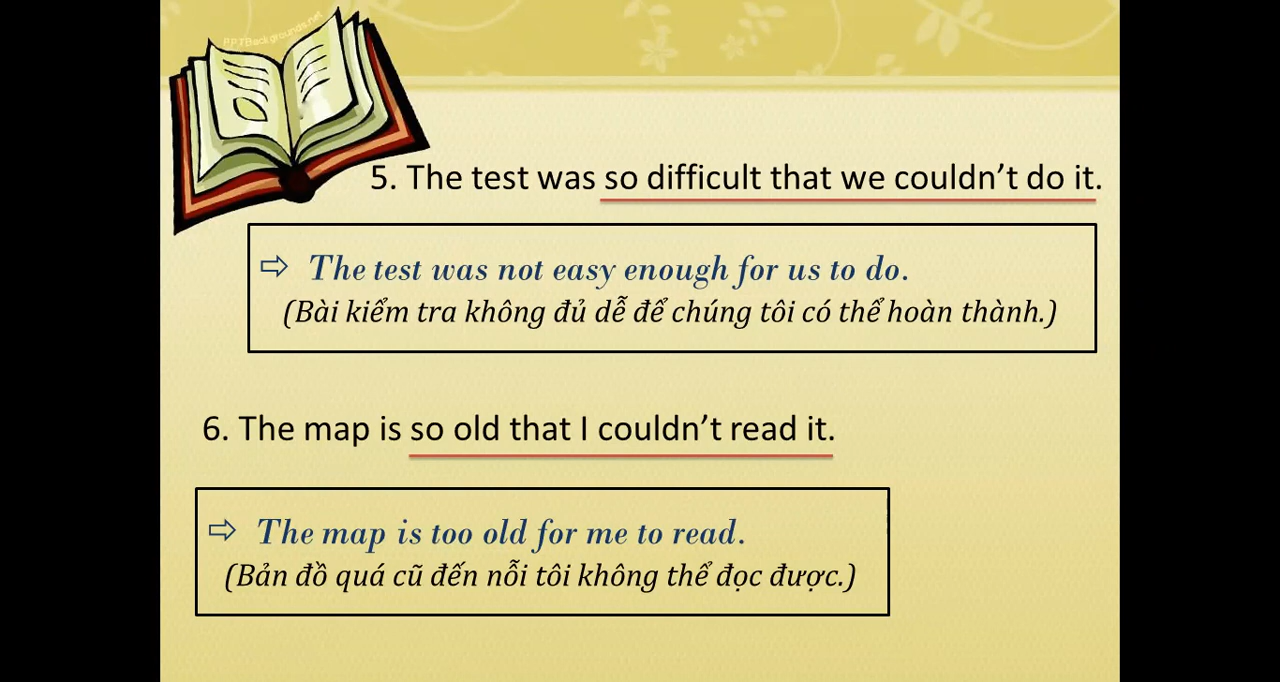 PPTBackgrounds.net
5. The test was so difficult that we couldn't do it.
⇨ The test was not easy enough for us to do.
(Bài kiểm tra không đủ dễ để chúng tôi có thể hoàn thành.)
6. The map is so old that I couldn't read it.
⇨ The map is too old for me to read.
(Bản đồ quá cũ đến nỗi tôi không thể đọc được.)